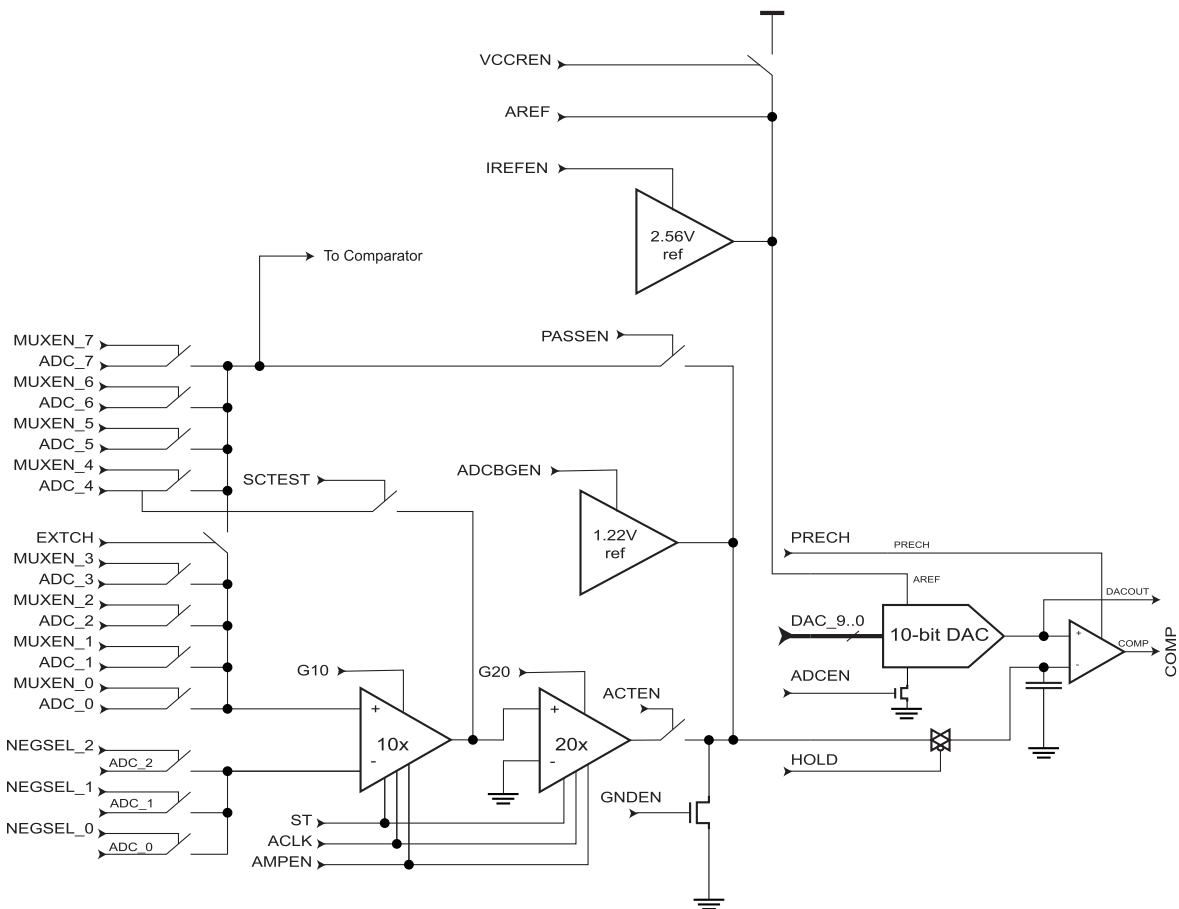 VCCREN
AREF
IREFEN
2.56V
ref
To Comparator
PASSEN
MUXEN_7
ADC_7
MUXEN_6
ADC_6
MUXEN_5
ADC_5
MUXEN_4
ADC_4
SCTEST
ADCBGEN
1.22V
ref
EXTCH
MUXEN_3
ADC_3
MUXEN_2
ADC_2
MUXEN_1
ADC_1
MUXEN_0
ADC_0
PRECH
PRECH
AREF
DACOUT
DAC_9..0
10-bit DAC
+
-
COMP
COMP
ADCEN
G10
G20
ACTEN
+
10x
-
+
20x
-
HOLD
NEGSEL_2
ADC_2
NEGSEL_1
ADC_1
NEGSEL_0
ADC_0
GNDEN
ST
ACLK
AMPEN